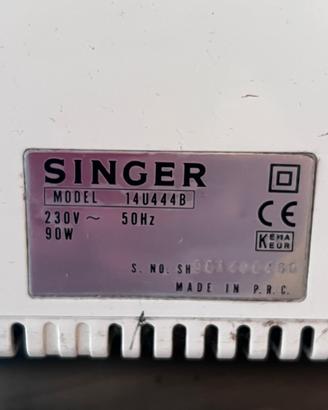 SINGER
MODEL 14U444B
230V ~ 50Hz
90W
CE
KEMA
KEUR
S. NO. SH
MADE IN P.R.C.